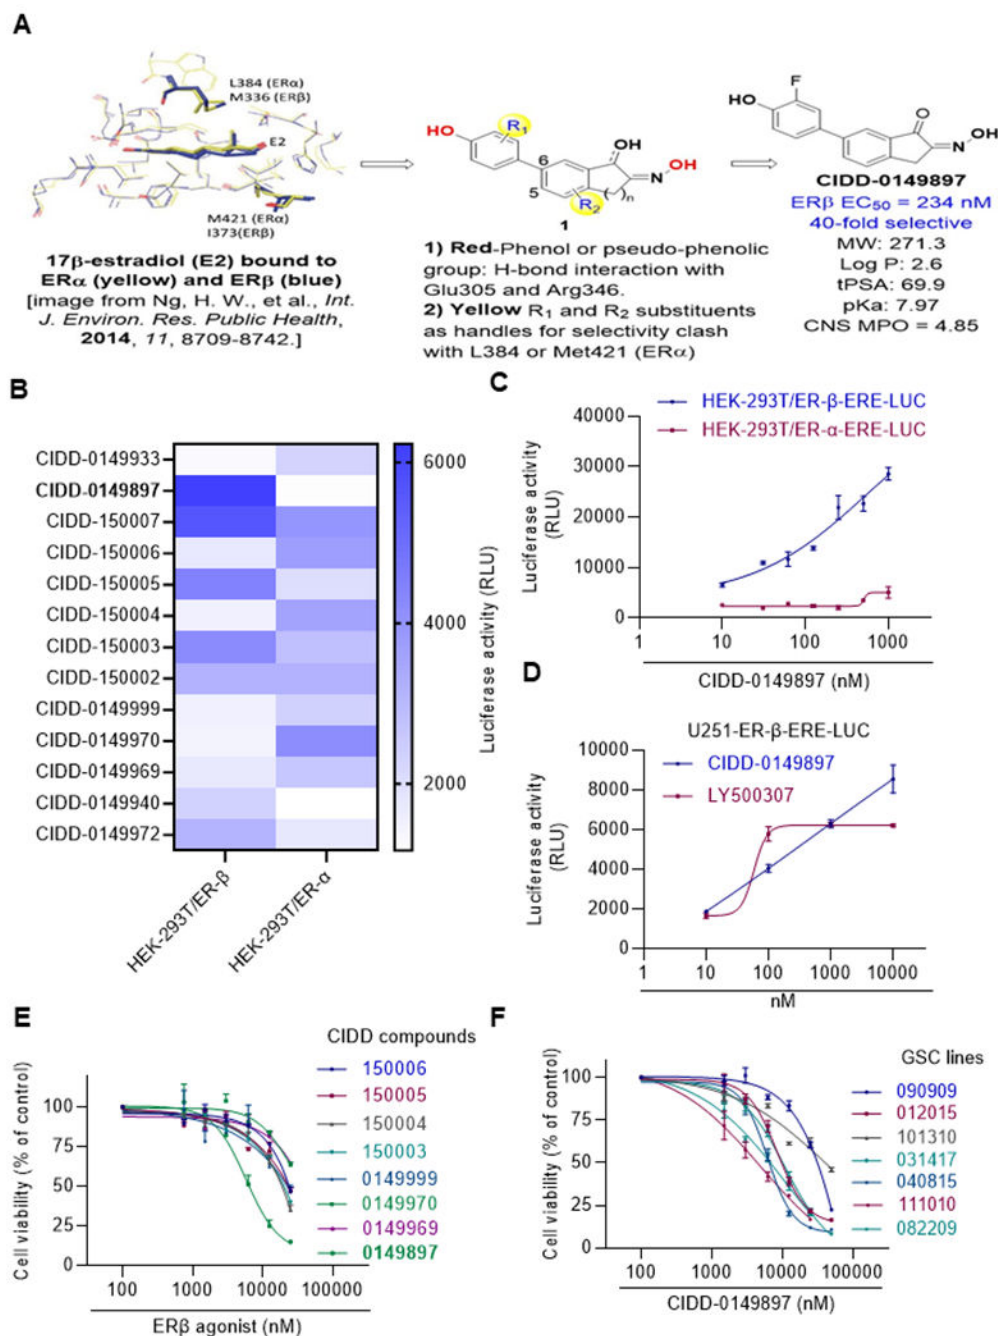 A
L384 (ERα)
M336 (ERβ)
E2
M421 (ERα)
I373(ERβ)
17β-estradiol (E2) bound to
ERα (yellow) and ERβ (blue)
[image from Ng, H. W., et al., Int.
J. Environ. Res. Public Health,
2014, 11, 8709-8742.]
HO
R1
OH
6
5
N
OH
( )n
R2
1
1) Red-Phenol or pseudo-phenolic
group: H-bond interaction with
Glu305 and Arg346.
2) Yellow R1 and R2 substituents
as handles for selectivity clash
with L384 or Met421 (ERα)
F
HO
O
N
OH
CIDD-0149897
ERβ EC50 = 234 nM
40-fold selective
MW: 271.3
Log P: 2.6
tPSA: 69.9
pKa: 7.97
CNS MPO = 4.85
B
CIDD-0149933
CIDD-0149897
CIDD-150007
CIDD-150006
CIDD-150005
CIDD-150004
CIDD-150003
CIDD-150002
CIDD-0149999
CIDD-0149970
CIDD-0149969
CIDD-0149940
CIDD-0149972
HEK-293T/ER-β
HEK-293T/ER-α
6000
4000
2000
Luciferase activity (RLU)
C
HEK-293T/ER-β-ERE-LUC
HEK-293T/ER-α-ERE-LUC
Luciferase activity
(RLU)
40000
30000
20000
10000
0
1 10 100 1000
CIDD-0149897 (nM)
D
U251-ER-β-ERE-LUC
CIDD-0149897
LY500307
Luciferase activity
(RLU)
10000
8000
6000
4000
2000
0
1 10 100 1000 10000
nM
E
CIDD compounds
150006
150005
150004
150003
0149999
0149970
0149969
0149897
Cell viability (% of control)
100
75
50
25
0
100 1000 10000 100000
ERβ agonist (nM)
F
GSC lines
090909
012015
101310
031417
040815
111010
082209
Cell viability (% of control)
100
75
50
25
0
100 1000 10000 100000
CIDD-0149897 (nM)